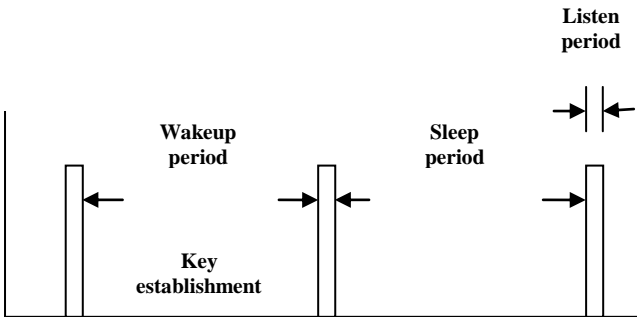 Listen
period
Wakeup
period
Sleep
period
Key
establishment